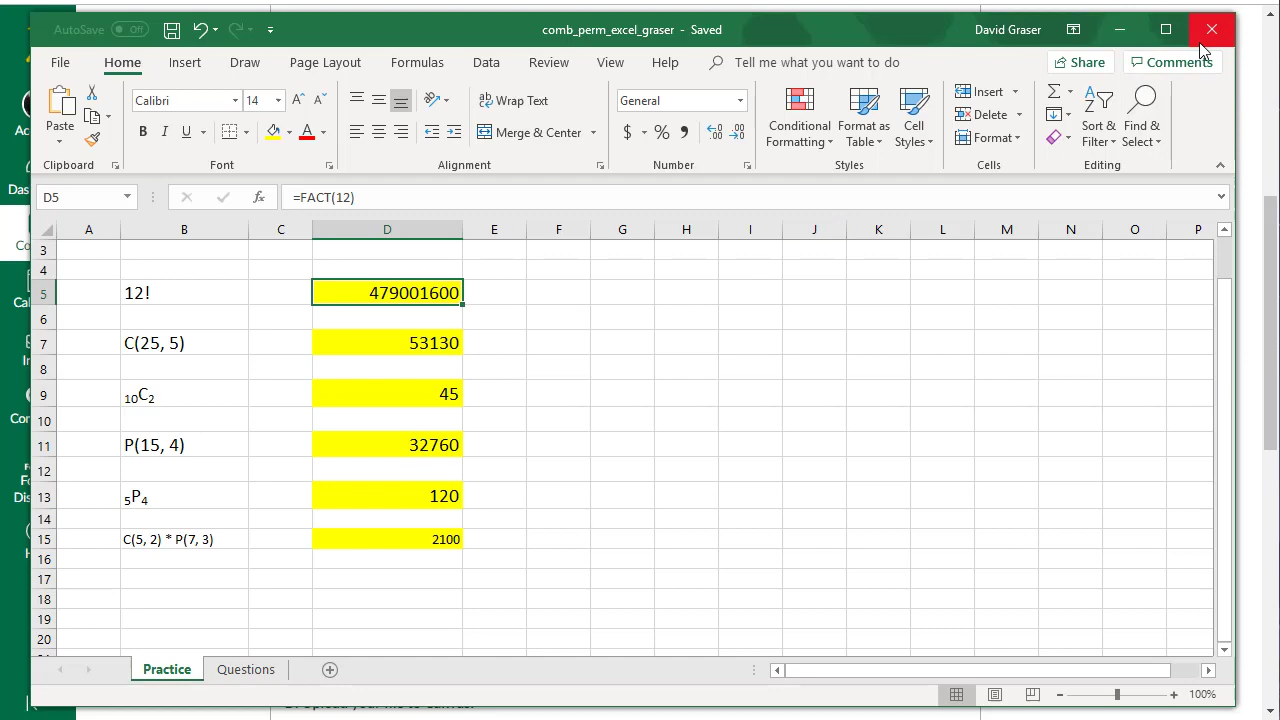 AutoSave Off
comb_perm_excel_graser - Saved
David Graser
File Home Insert Draw Page Layout Formulas Data Review View Help Tell me what you want to do
Share Comments
Paste
Clipboard
Calibri 14
B I U A
Font
Wrap Text
Merge & Center
Alignment
General
$ % 9
Number
Conditional Formatting
Format as Table
Cell Styles
Styles
Insert
Delete
Format
Cells
Sort & Filter
Find & Select
Editing
D5 fx =FACT(12)
A B C D E F G H I J K L M N O P
3
4
5 12! 479001600
6
7 C(25, 5) 53130
8
9 ₁₀C₂ 45
10
11 P(15, 4) 32760
12
13 ₅P₄ 120
14
15 C(5, 2) * P(7, 3) 2100
16
17
18
19
20
Practice Questions
100%